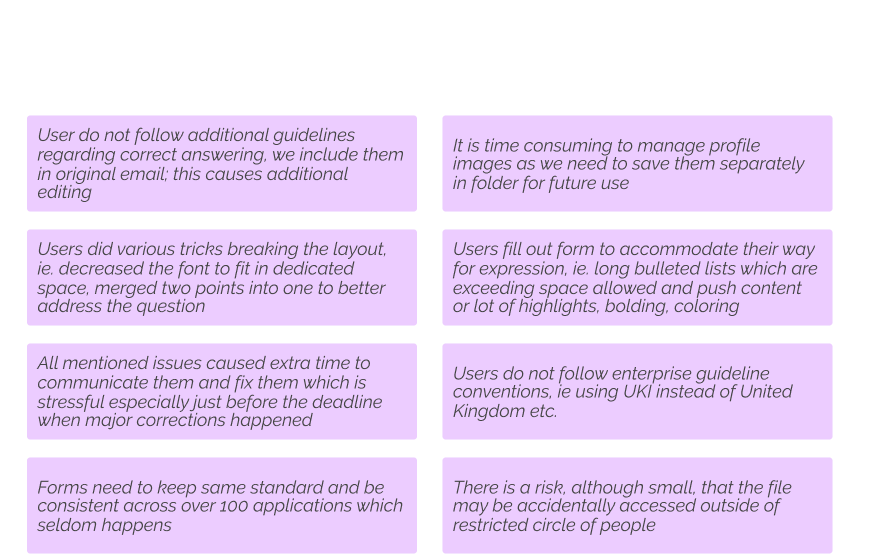 User do not follow additional guidelines
regarding correct answering, we include them
in original email; this causes additional
editing
It is time consuming to manage profile
images as we need to save them separately
in folder for future use
Users did various tricks breaking the layout,
ie. decreased the font to fit in dedicated
space, merged two points into one to better
address the question
Users fill out form to accommodate their way
for expression, ie. long bulleted lists which are
exceeding space allowed and push content
or lot of highlights, bolding, coloring
All mentioned issues caused extra time to
communicate them and fix them which is
stressful especially just before the deadline
when major corrections happened
Users do not follow enterprise guideline
conventions, ie using UKI instead of United
Kingdom etc.
Forms need to keep same standard and be
consistent across over 100 applications which
seldom happens
There is a risk, although small, that the file
may be accidentally accessed outside of
restricted circle of people